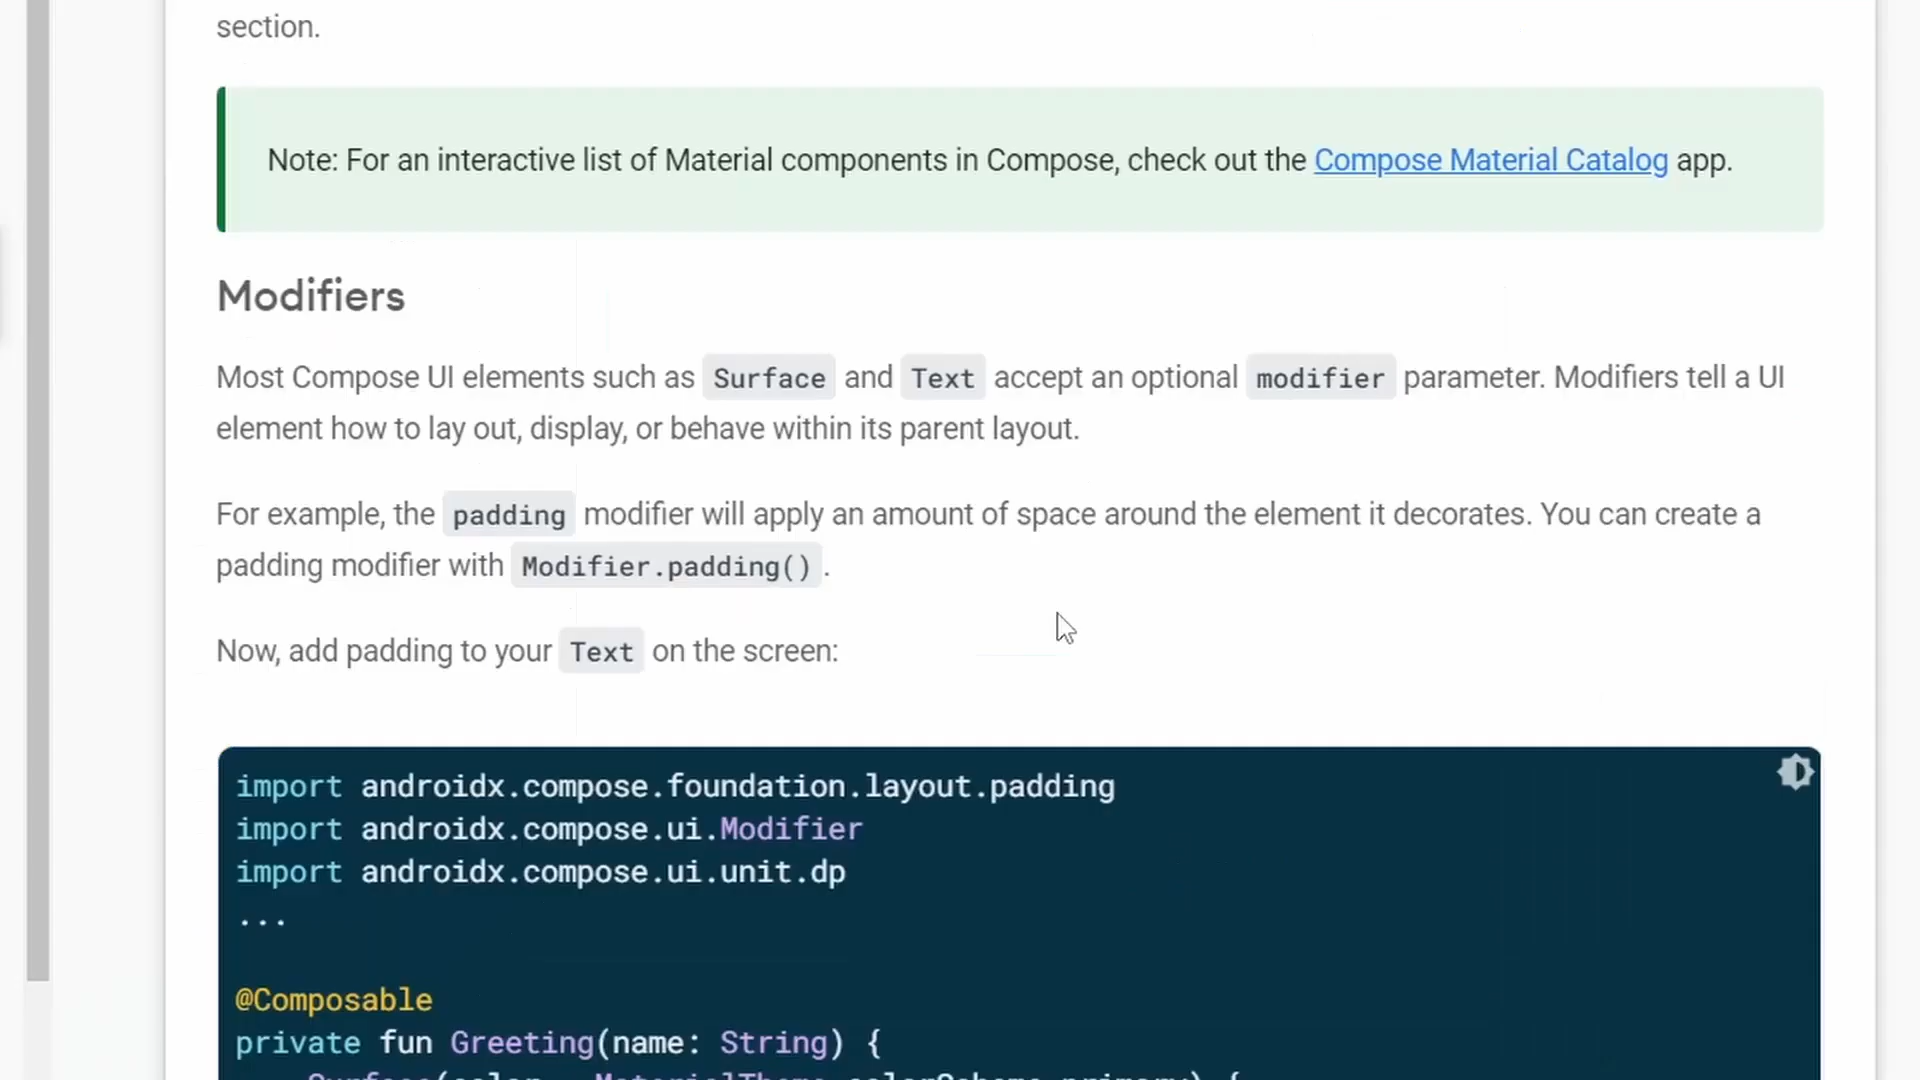 section.
Note: For an interactive list of Material components in Compose, check out the Compose Material Catalog app.
Modifiers
Most Compose UI elements such as Surface and Text accept an optional modifier parameter. Modifiers tell a UI
element how to lay out, display, or behave within its parent layout.
For example, the padding modifier will apply an amount of space around the element it decorates. You can create a
padding modifier with Modifier.padding().
Now, add padding to your Text on the screen:
import androidx.compose.foundation.layout.padding
import androidx.compose.ui.Modifier
import androidx.compose.ui.unit.dp
...
@Composable
private fun Greeting(name: String) {
Surface(color = MaterialTheme.colorScheme.primary) {